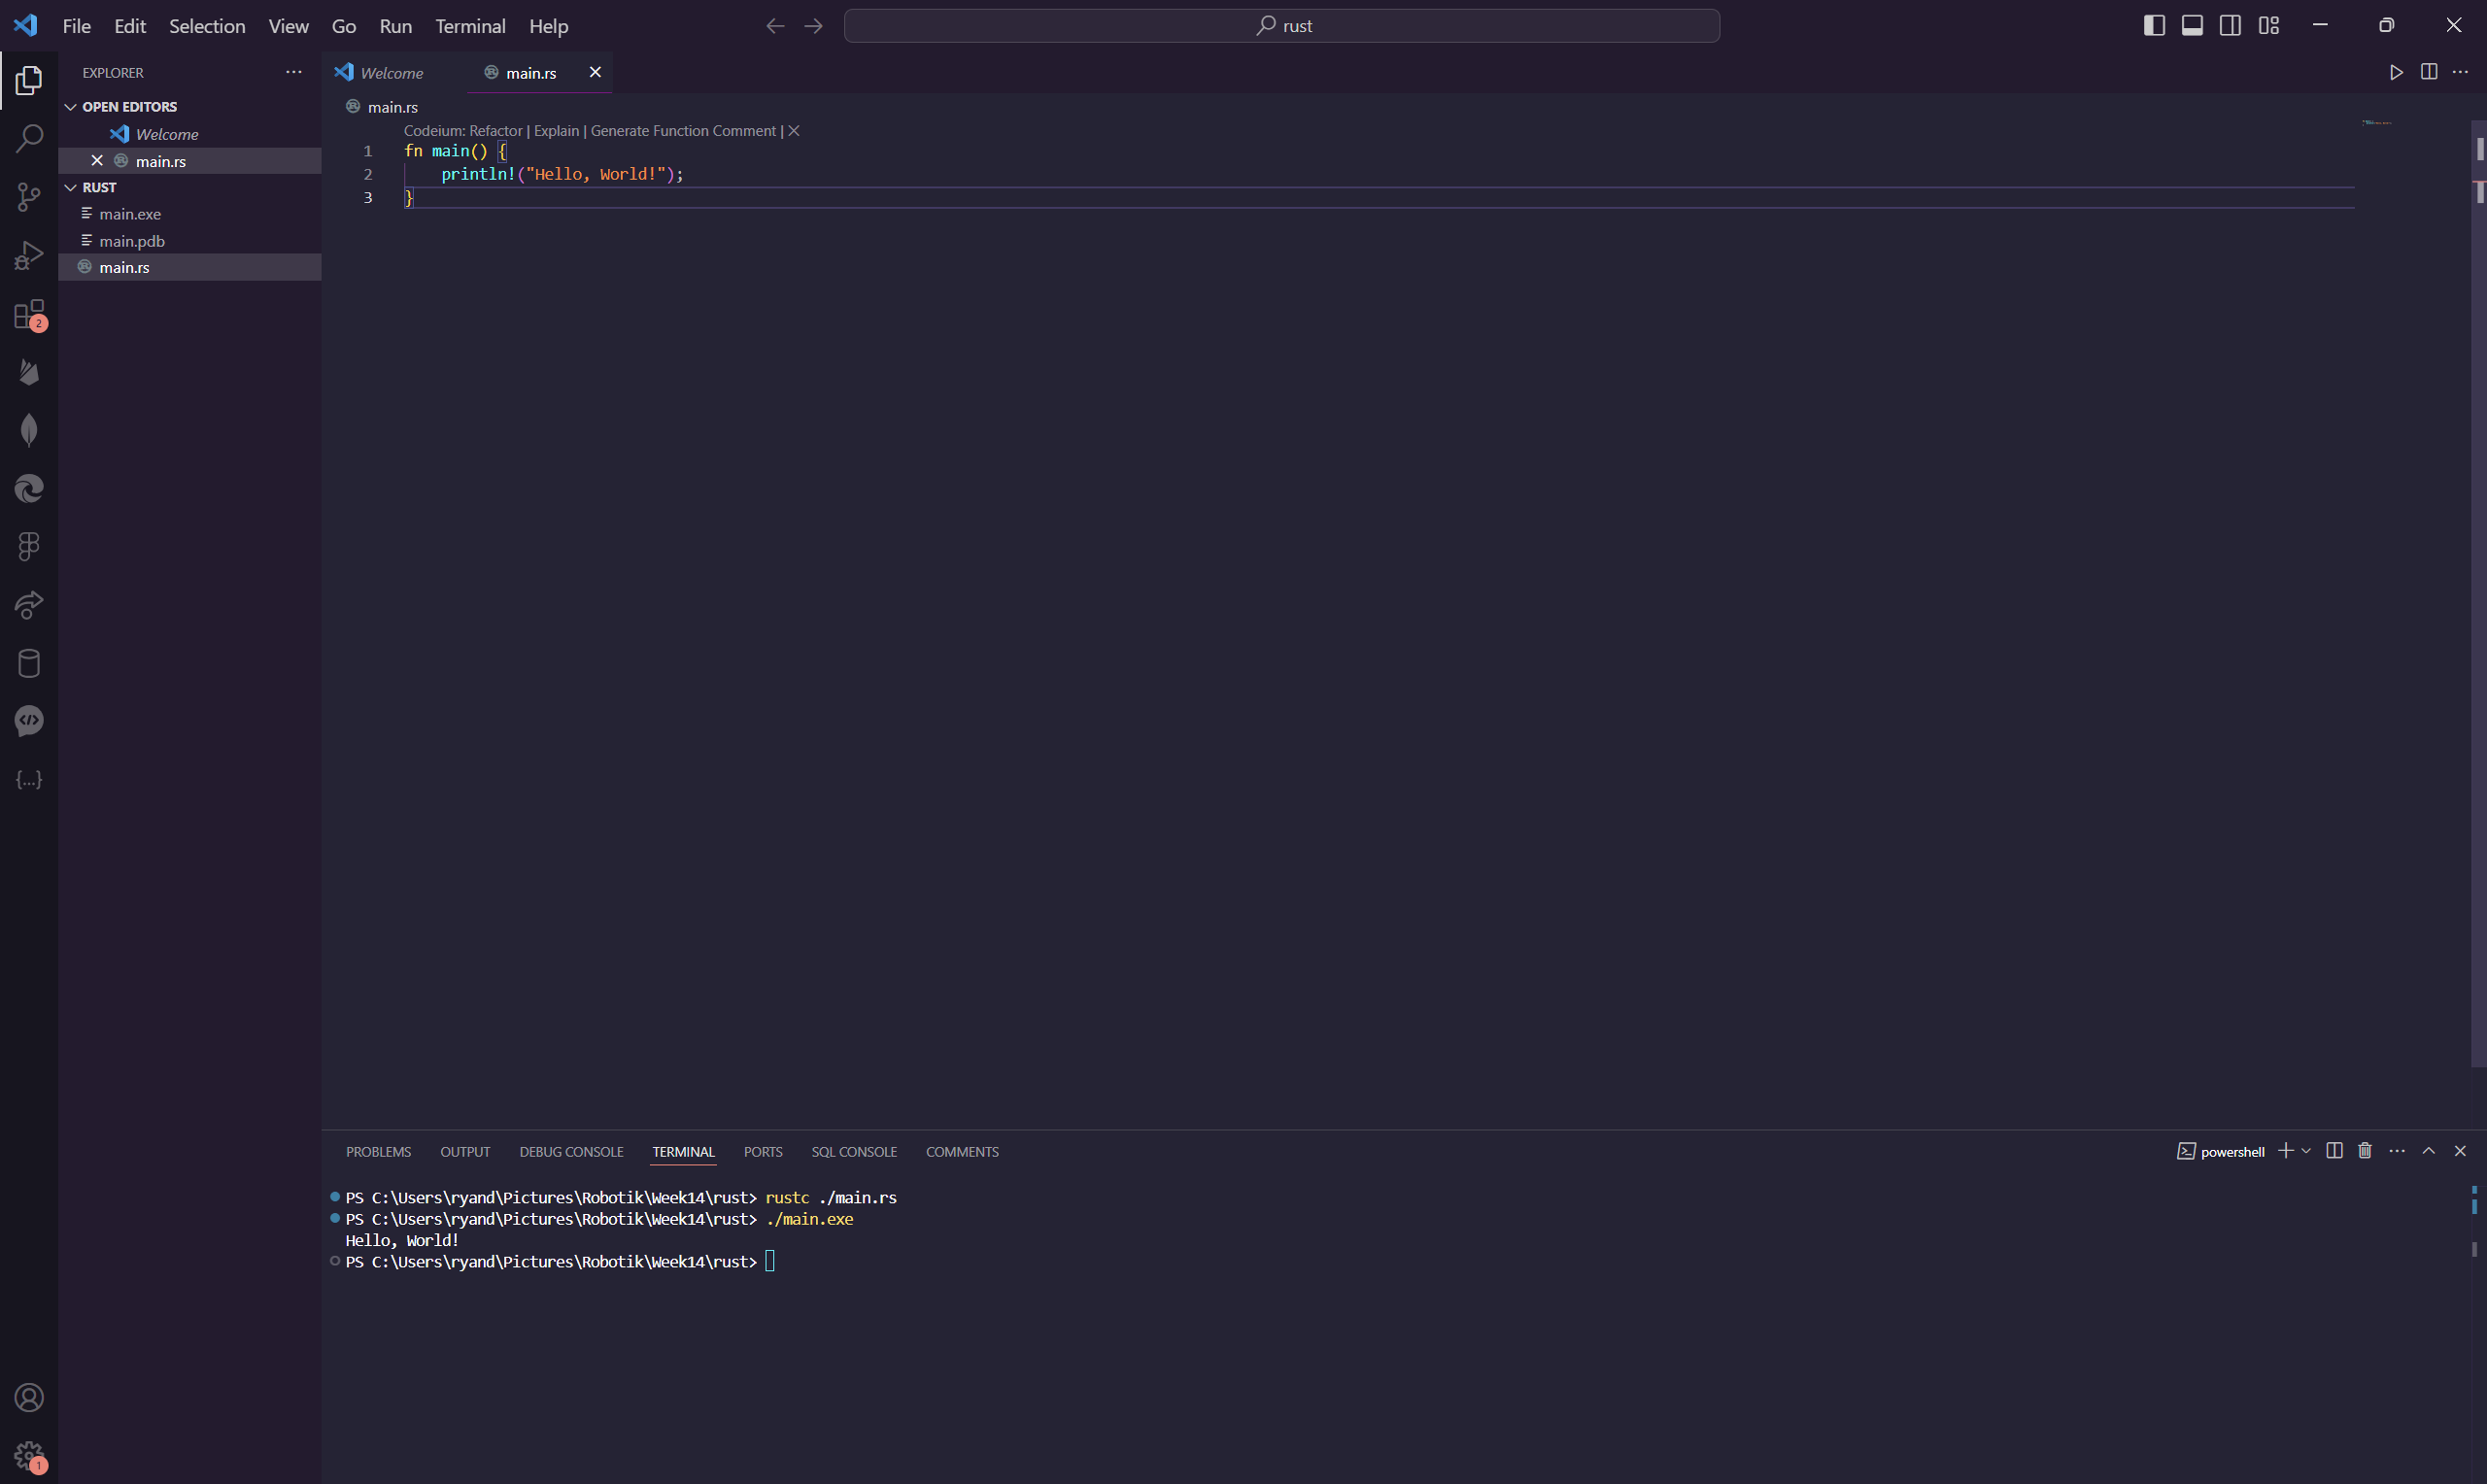 File Edit Selection View Go Run Terminal Help
rust
EXPLORER
OPEN EDITORS
Welcome
main.rs
RUST
main.exe
main.pdb
main.rs
2
1
Welcome main.rs
main.rs
Codeium: Refactor | Explain | Generate Function Comment |
1 fn main() {
2 println!("Hello, World!");
3 }
PROBLEMS OUTPUT DEBUG CONSOLE TERMINAL PORTS SQL CONSOLE COMMENTS
powershell
PS C:\Users\ryand\Pictures\Robotik\Week14\rust> rustc ./main.rs
PS C:\Users\ryand\Pictures\Robotik\Week14\rust> ./main.exe
Hello, World!
PS C:\Users\ryand\Pictures\Robotik\Week14\rust>